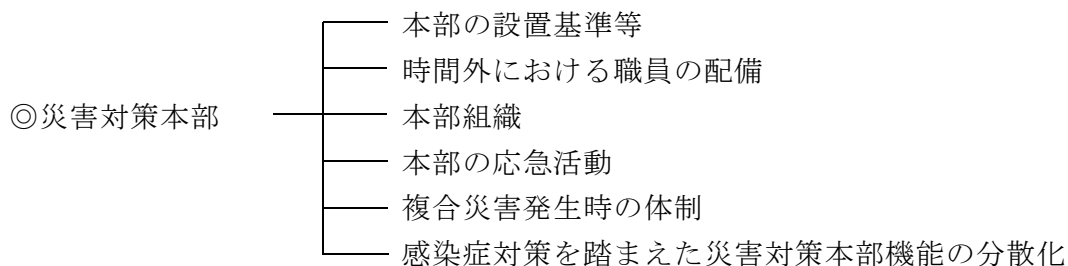 本部の設置基準等
時間外における職員の配備
◎災害対策本部
本部組織
本部の応急活動
複合災害発生時の体制
感染症対策を踏まえた災害対策本部機能の分散化